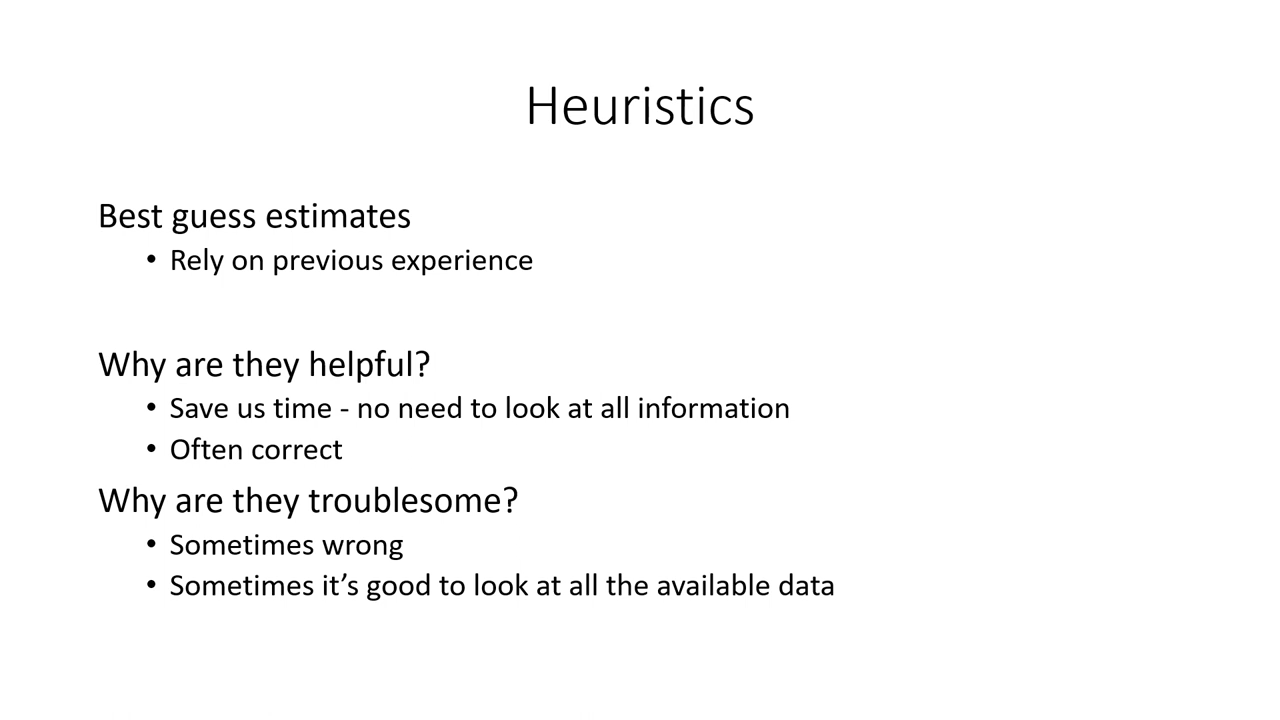 Heuristics
Best guess estimates
• Rely on previous experience
Why are they helpful?
• Save us time - no need to look at all information
• Often correct
Why are they troublesome?
• Sometimes wrong
• Sometimes it’s good to look at all the available data